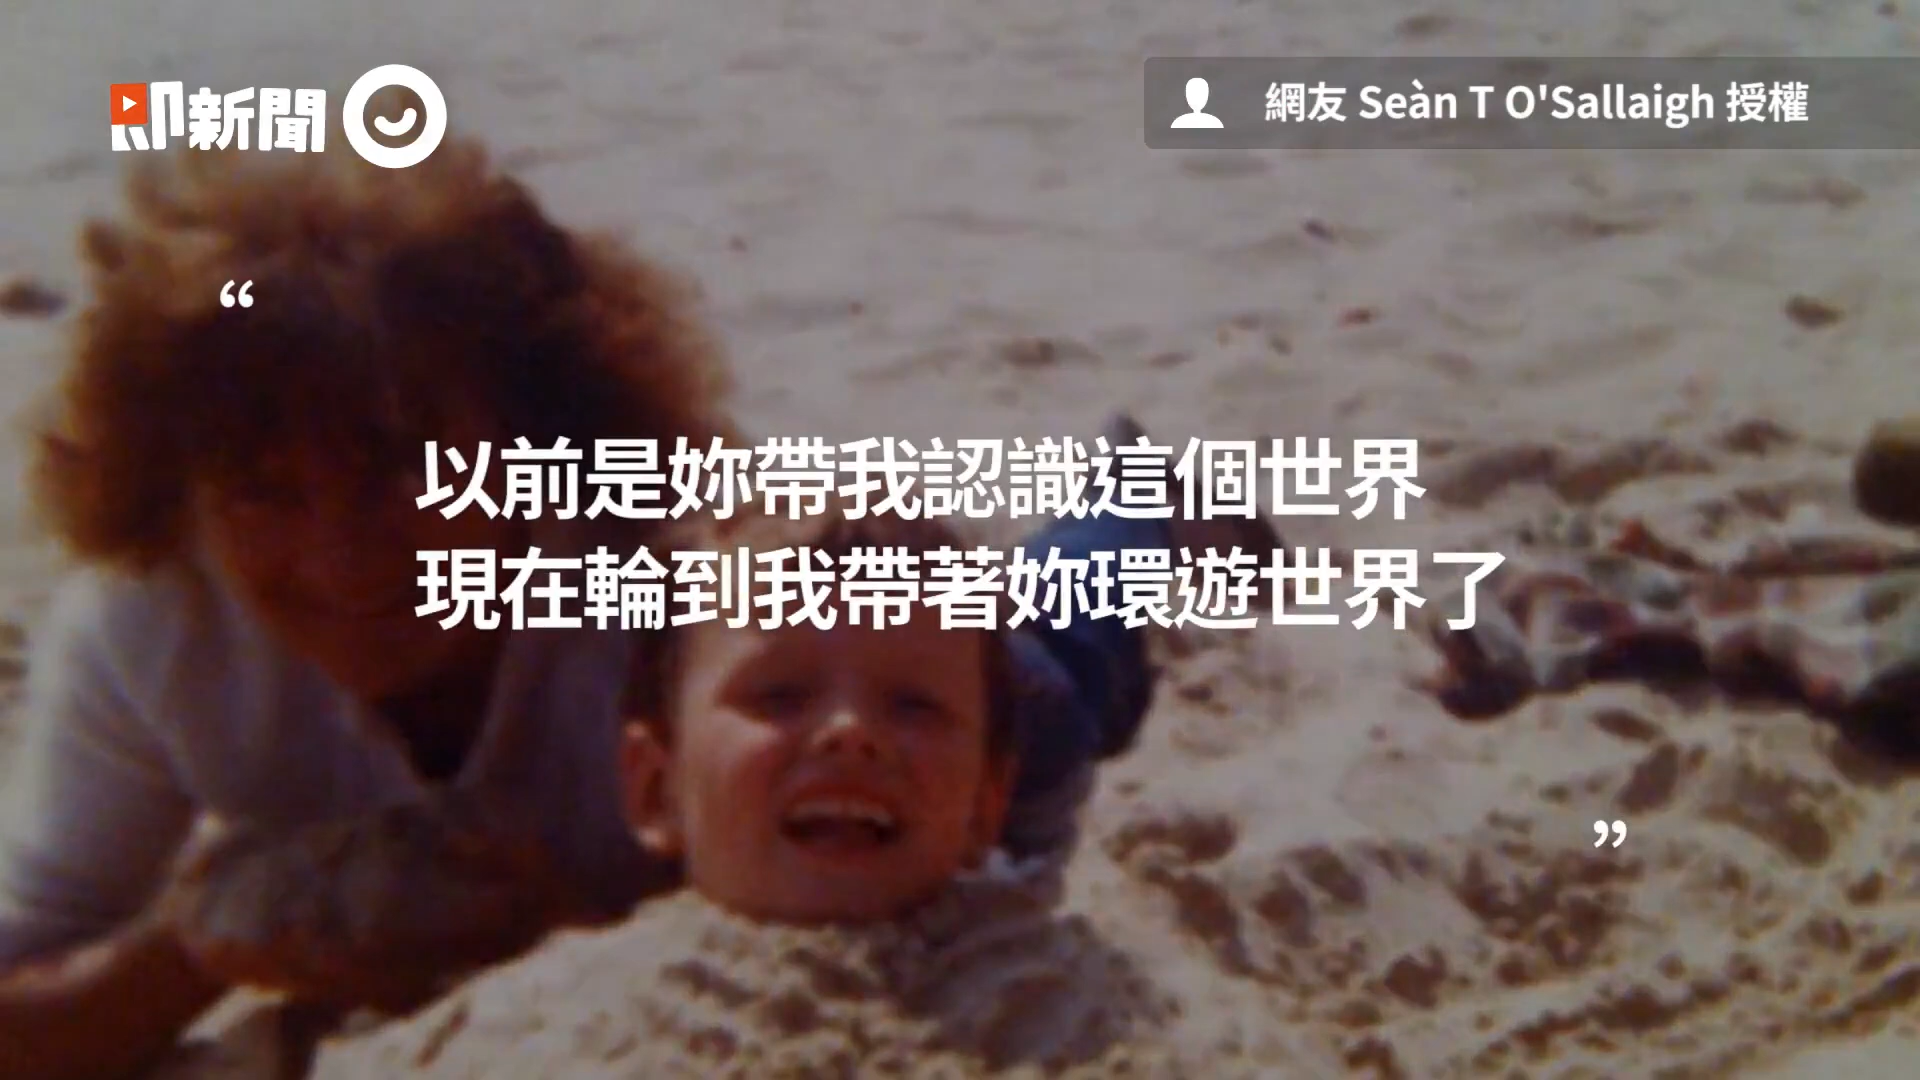 即新聞
網友 Seàn T O'Sallaigh 授權
“
以前是妳帶我認識這個世界
現在輪到我帶著妳環遊世界了
”